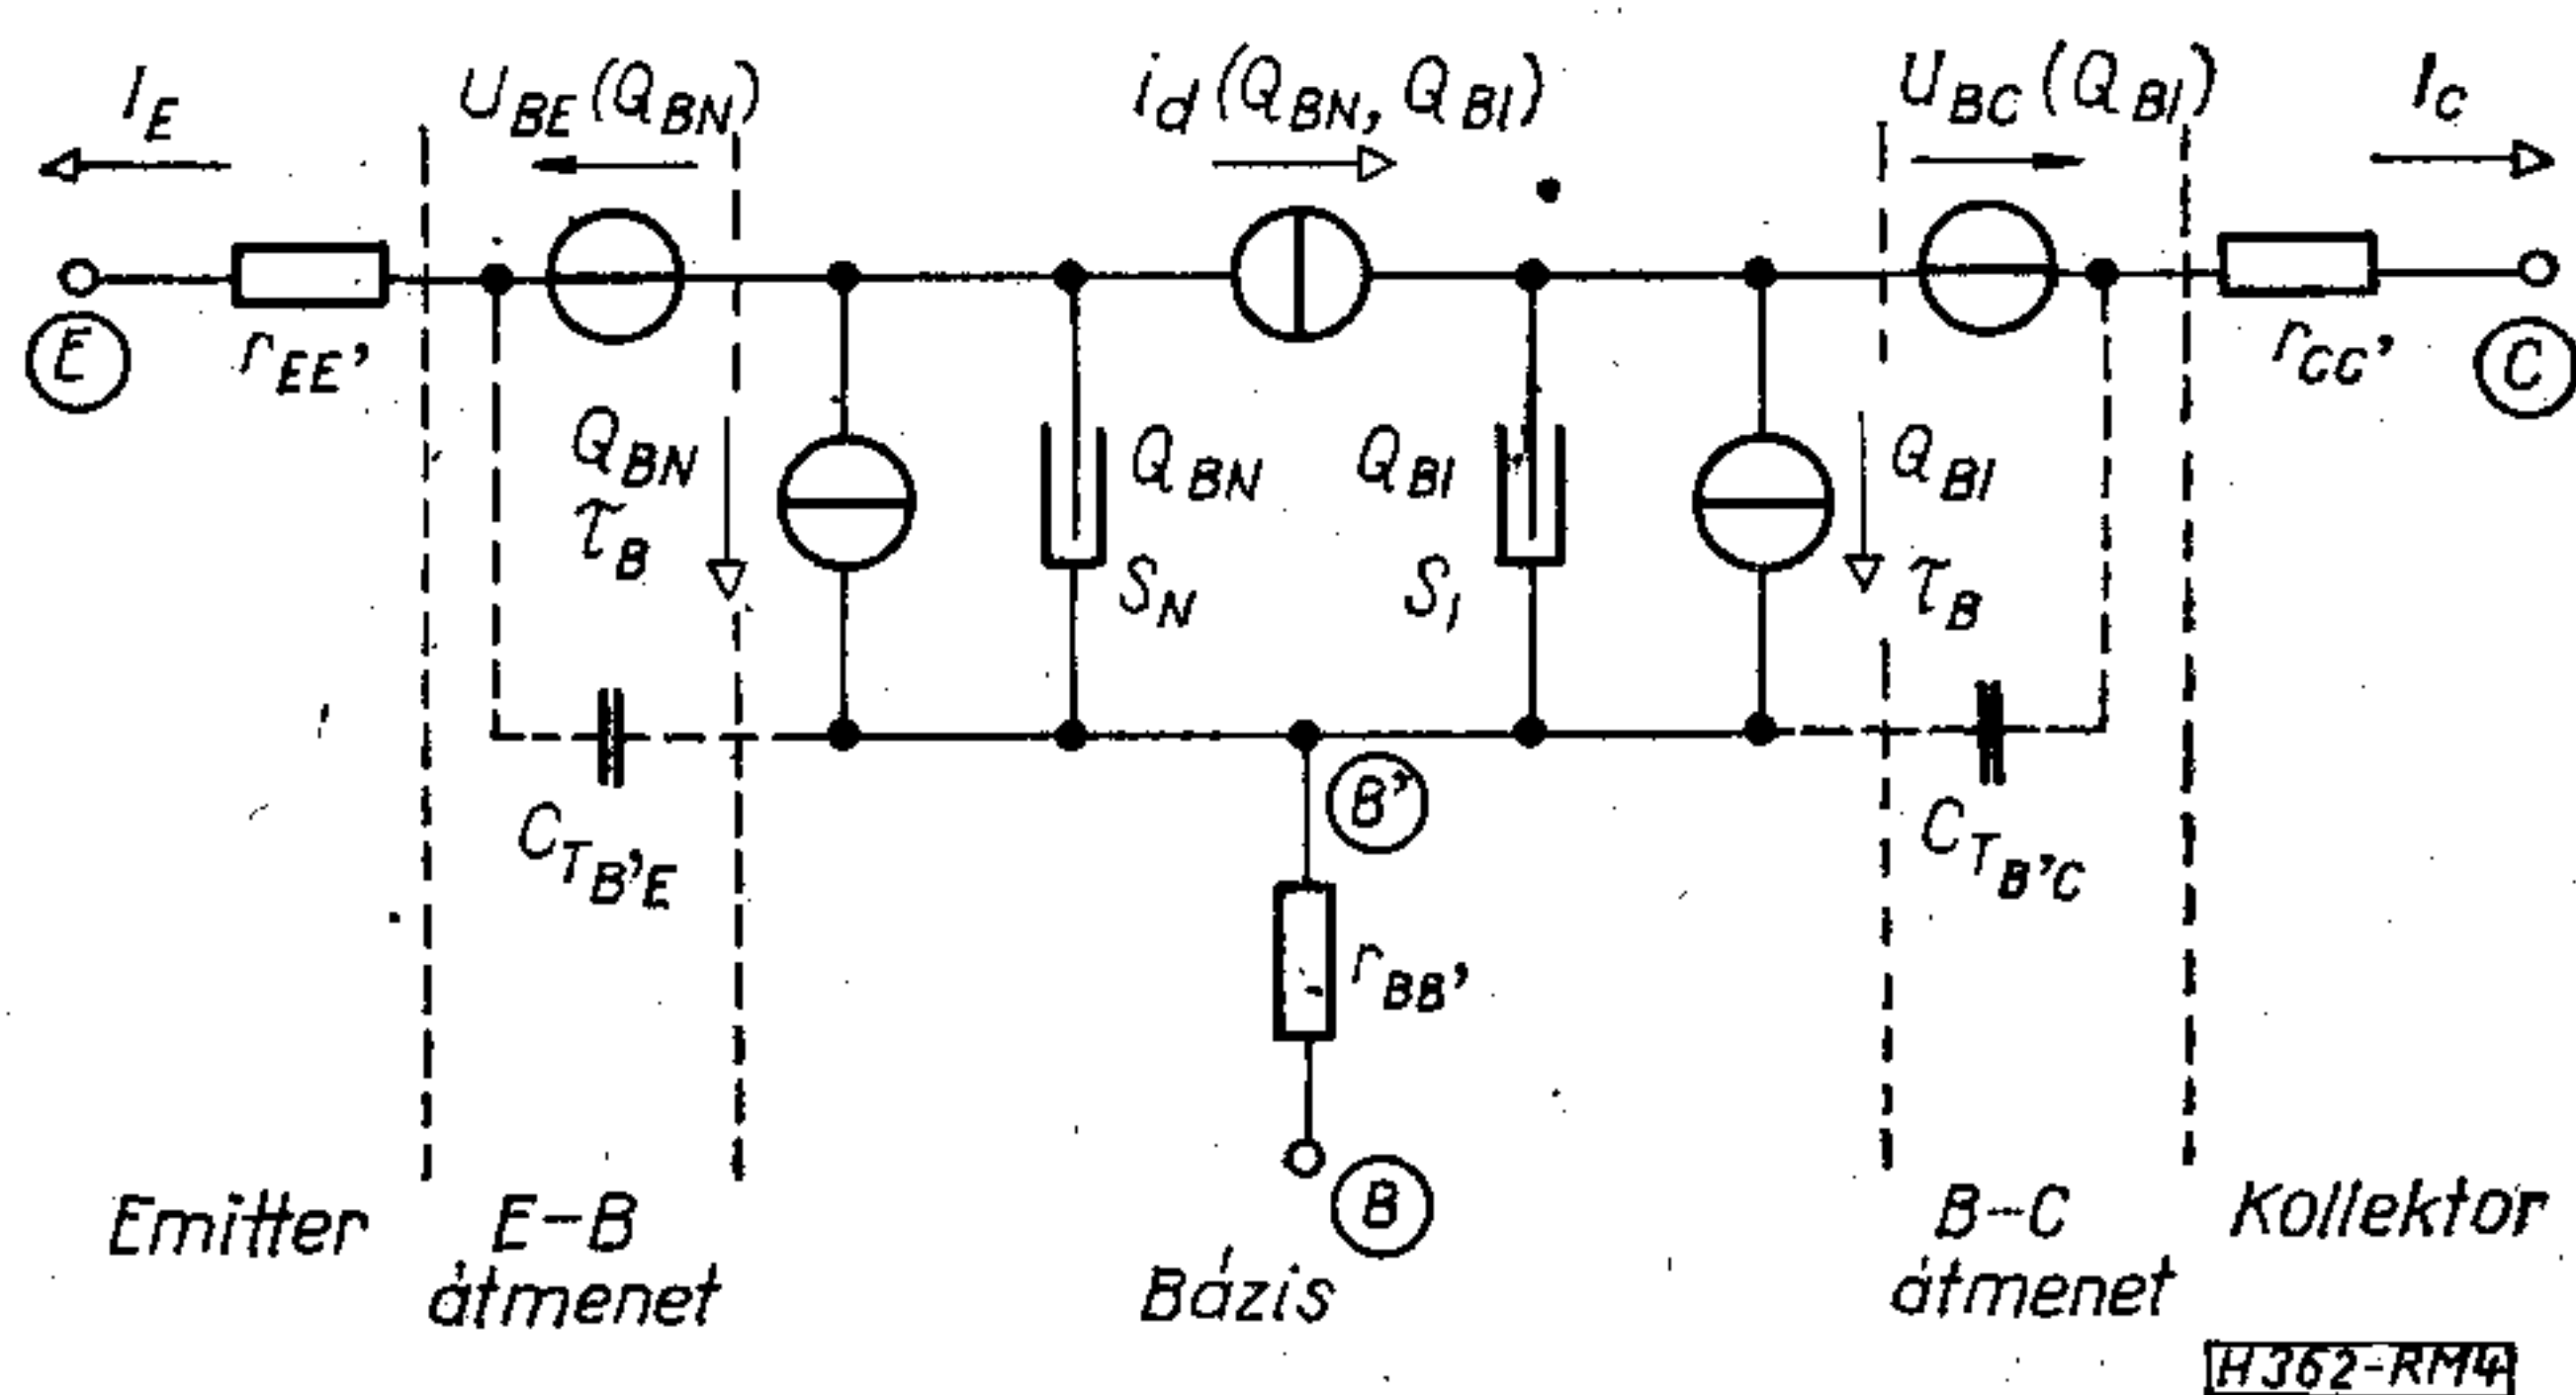 I_E U_BE (Q_BN) i_d (Q_BN, Q_BI) U_BC (Q_BI) I_C
E r_EE' r_CC' C
Q_BN Q_BN Q_BI Q_BI
τ_B S_N S_I τ_B
C_T_B'E B' C_T_B'C
r_BB'
B
Emitter E-B átmenet Bázis B-C átmenet Kollektor
H362-RM4